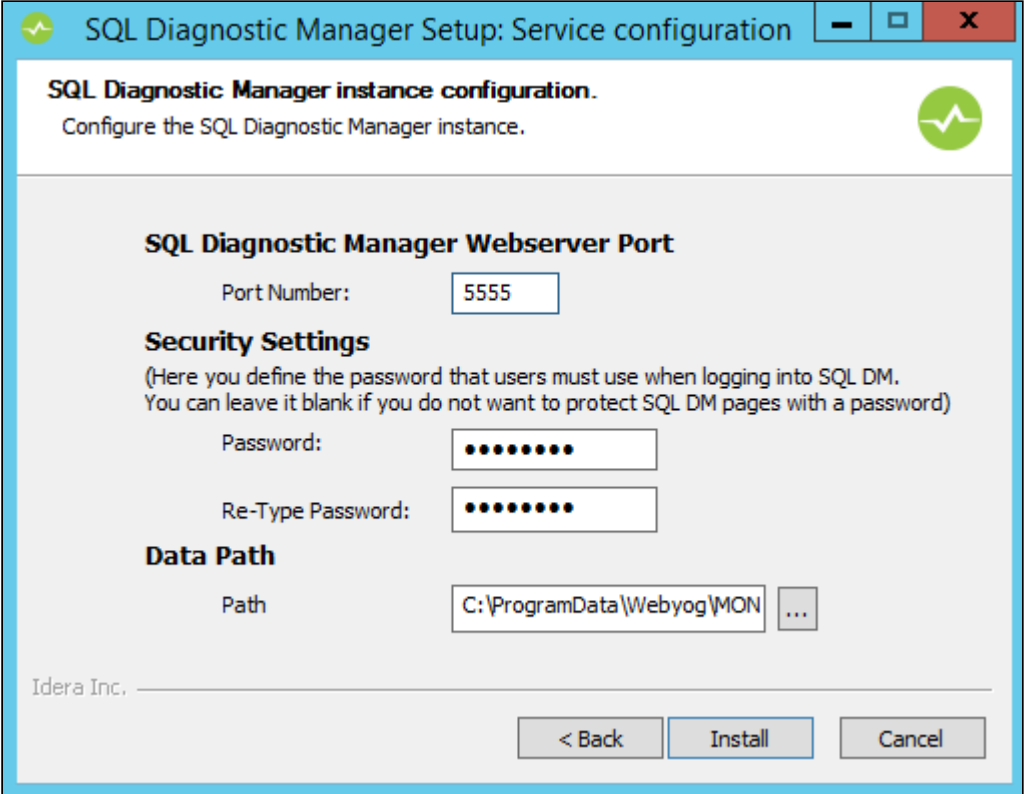 SQL Diagnostic Manager Setup: Service configuration
SQL Diagnostic Manager instance configuration.
Configure the SQL Diagnostic Manager instance.
SQL Diagnostic Manager Webserver Port
Port Number: 5555
Security Settings
(Here you define the password that users must use when logging into SQL DM.
You can leave it blank if you do not want to protect SQL DM pages with a password)
Password: ••••••••
Re-Type Password: ••••••••
Data Path
Path C:\ProgramData\Webyog\MON ...
Idera Inc.
< Back Install Cancel